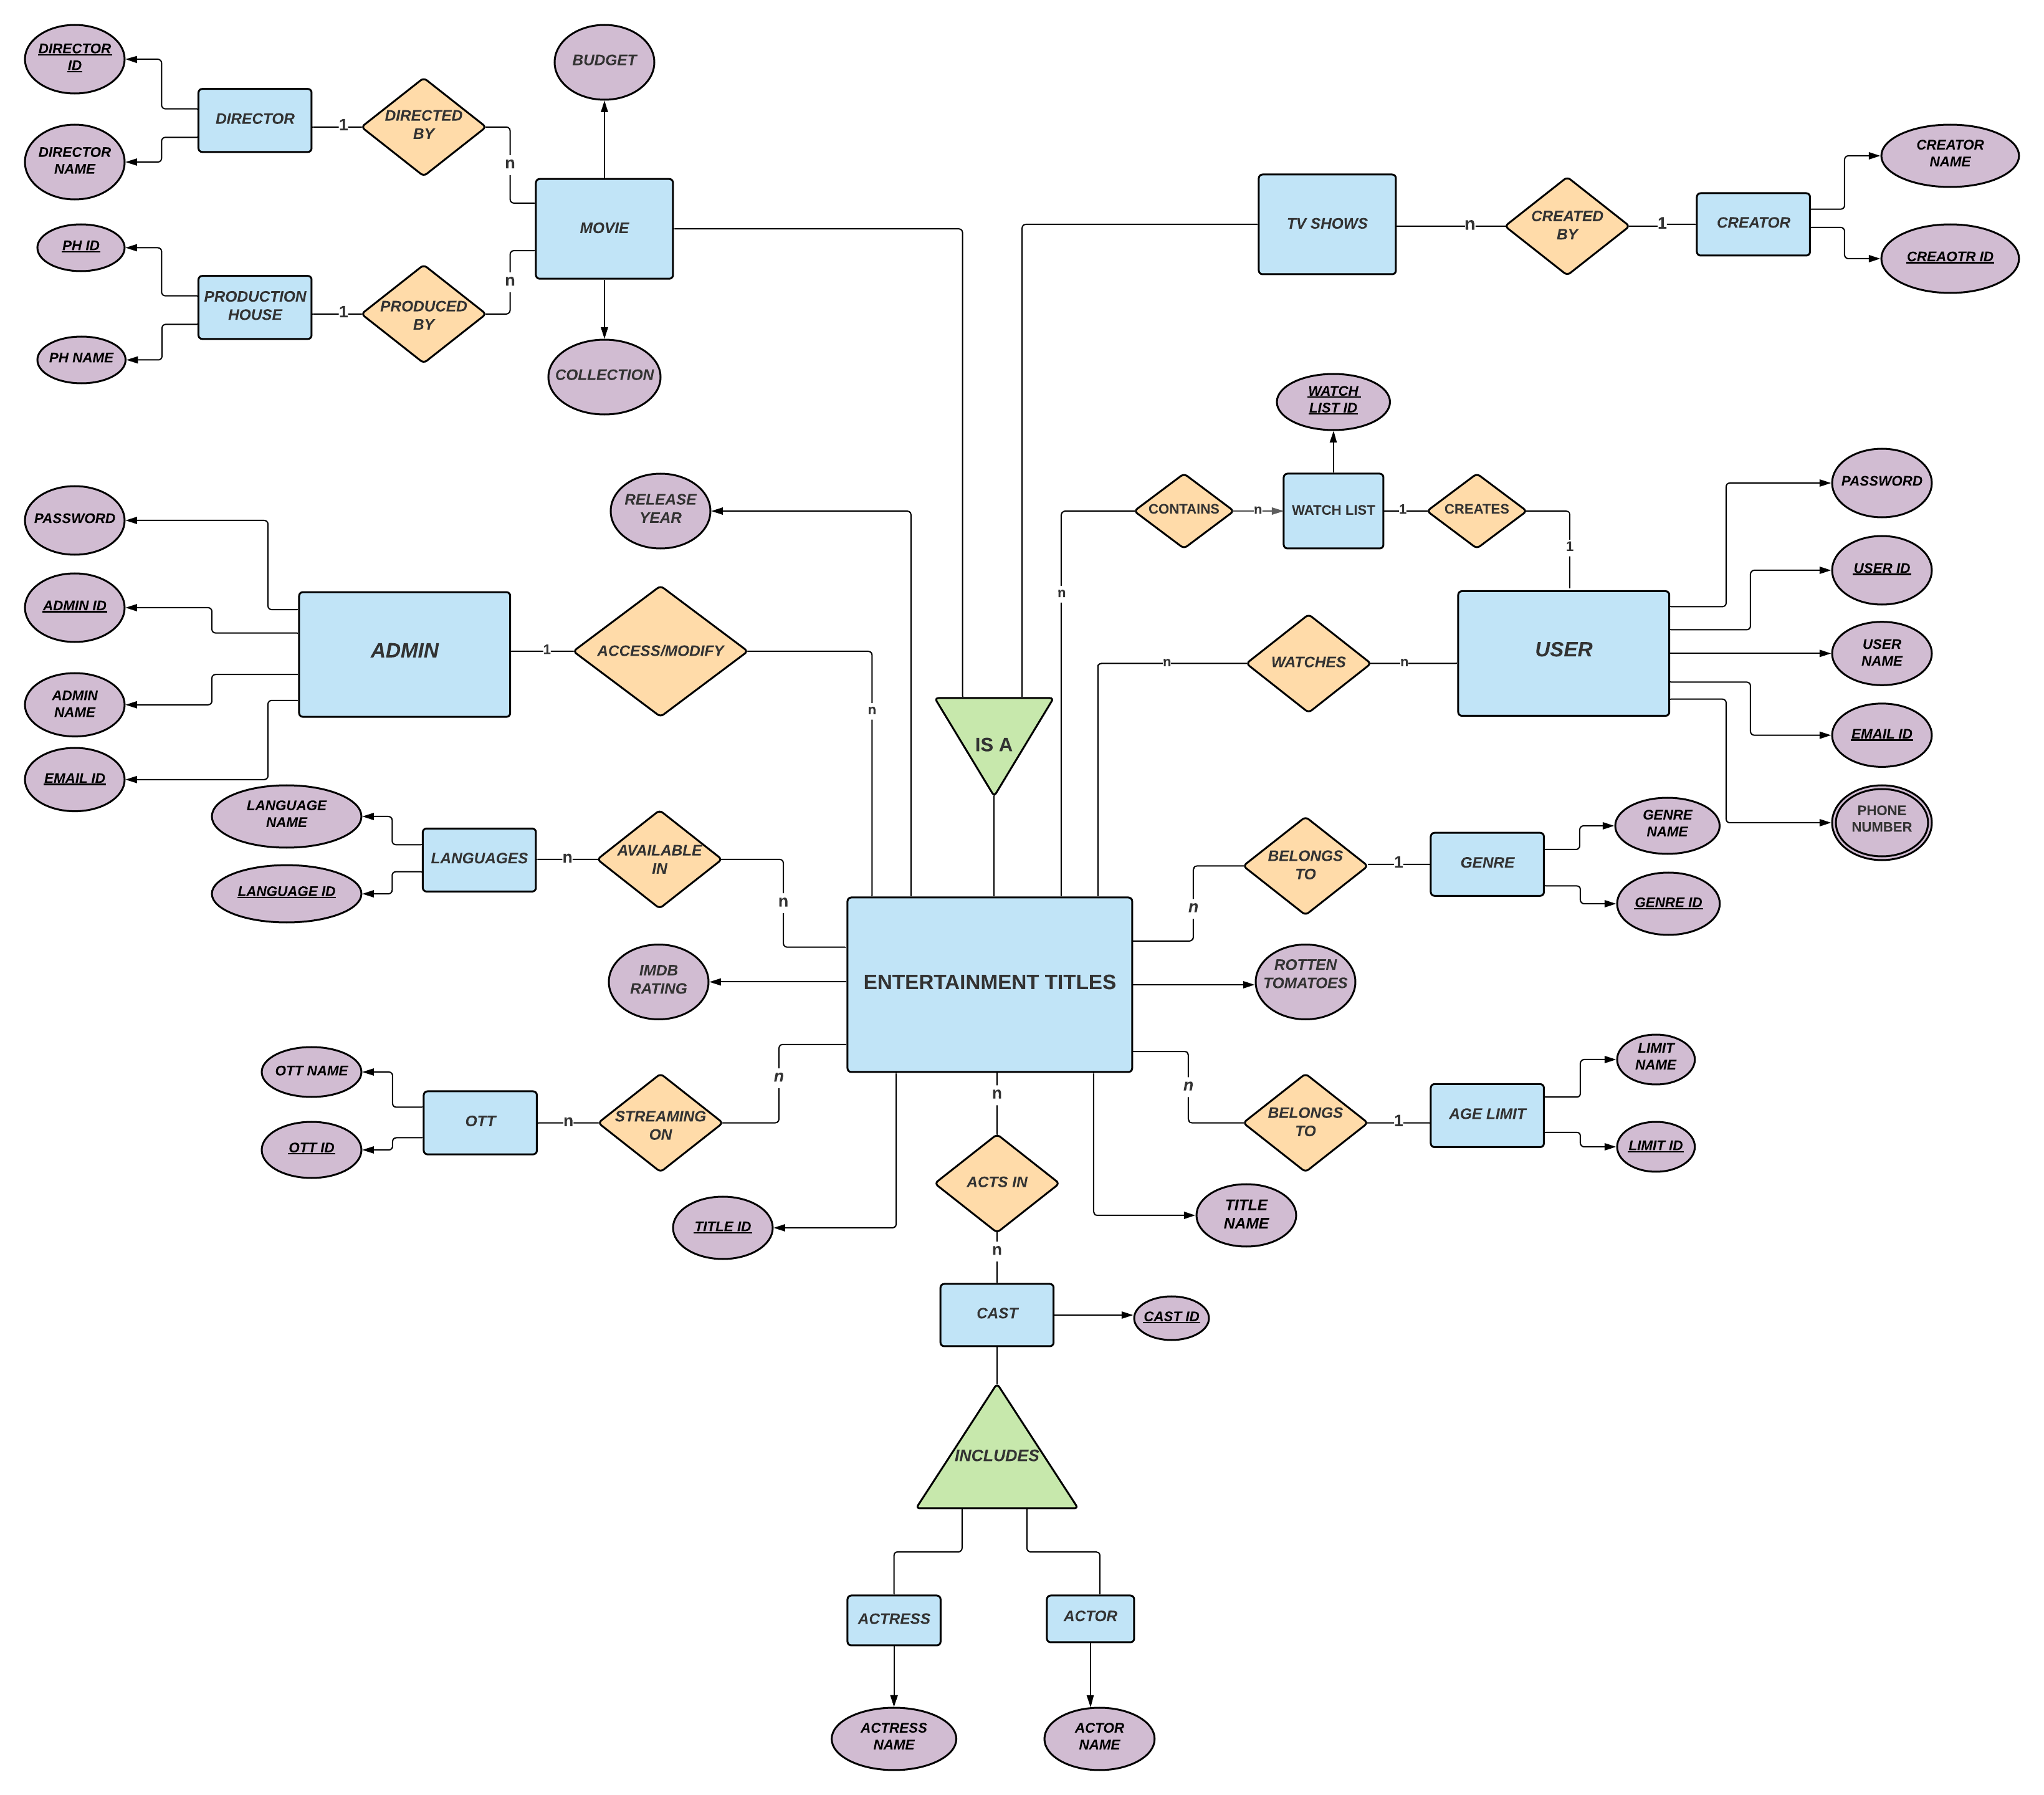 DIRECTOR
ID
BUDGET
DIRECTOR
1
DIRECTED
BY
n
DIRECTOR
NAME
CREATOR
NAME
PH ID
MOVIE
TV SHOWS
n
CREATED
BY
1
CREATOR
CREAOTR ID
PRODUCTION
HOUSE
1
PRODUCED
BY
n
PH NAME
COLLECTION
WATCH
LIST ID
PASSWORD
RELEASE
YEAR
CONTAINS
n
WATCH LIST
1
CREATES
1
PASSWORD
ADMIN ID
n
USER ID
ADMIN
1
ACCESS/MODIFY
n
WATCHES
n
n
USER
USER
NAME
ADMIN
NAME
IS A
EMAIL ID
EMAIL ID
LANGUAGE
NAME
PHONE
NUMBER
LANGUAGES
n
AVAILABLE
IN
n
BELONGS
TO
1
n
GENRE
GENRE
NAME
LANGUAGE ID
GENRE ID
IMDB
RATING
ENTERTAINMENT TITLES
ROTTEN
TOMATOES
OTT NAME
n
n
n
LIMIT
NAME
OTT
n
STREAMING
ON
BELONGS
TO
1
AGE LIMIT
OTT ID
LIMIT ID
ACTS IN
TITLE ID
TITLE
NAME
n
CAST
CAST ID
INCLUDES
ACTRESS
ACTOR
ACTRESS
NAME
ACTOR
NAME